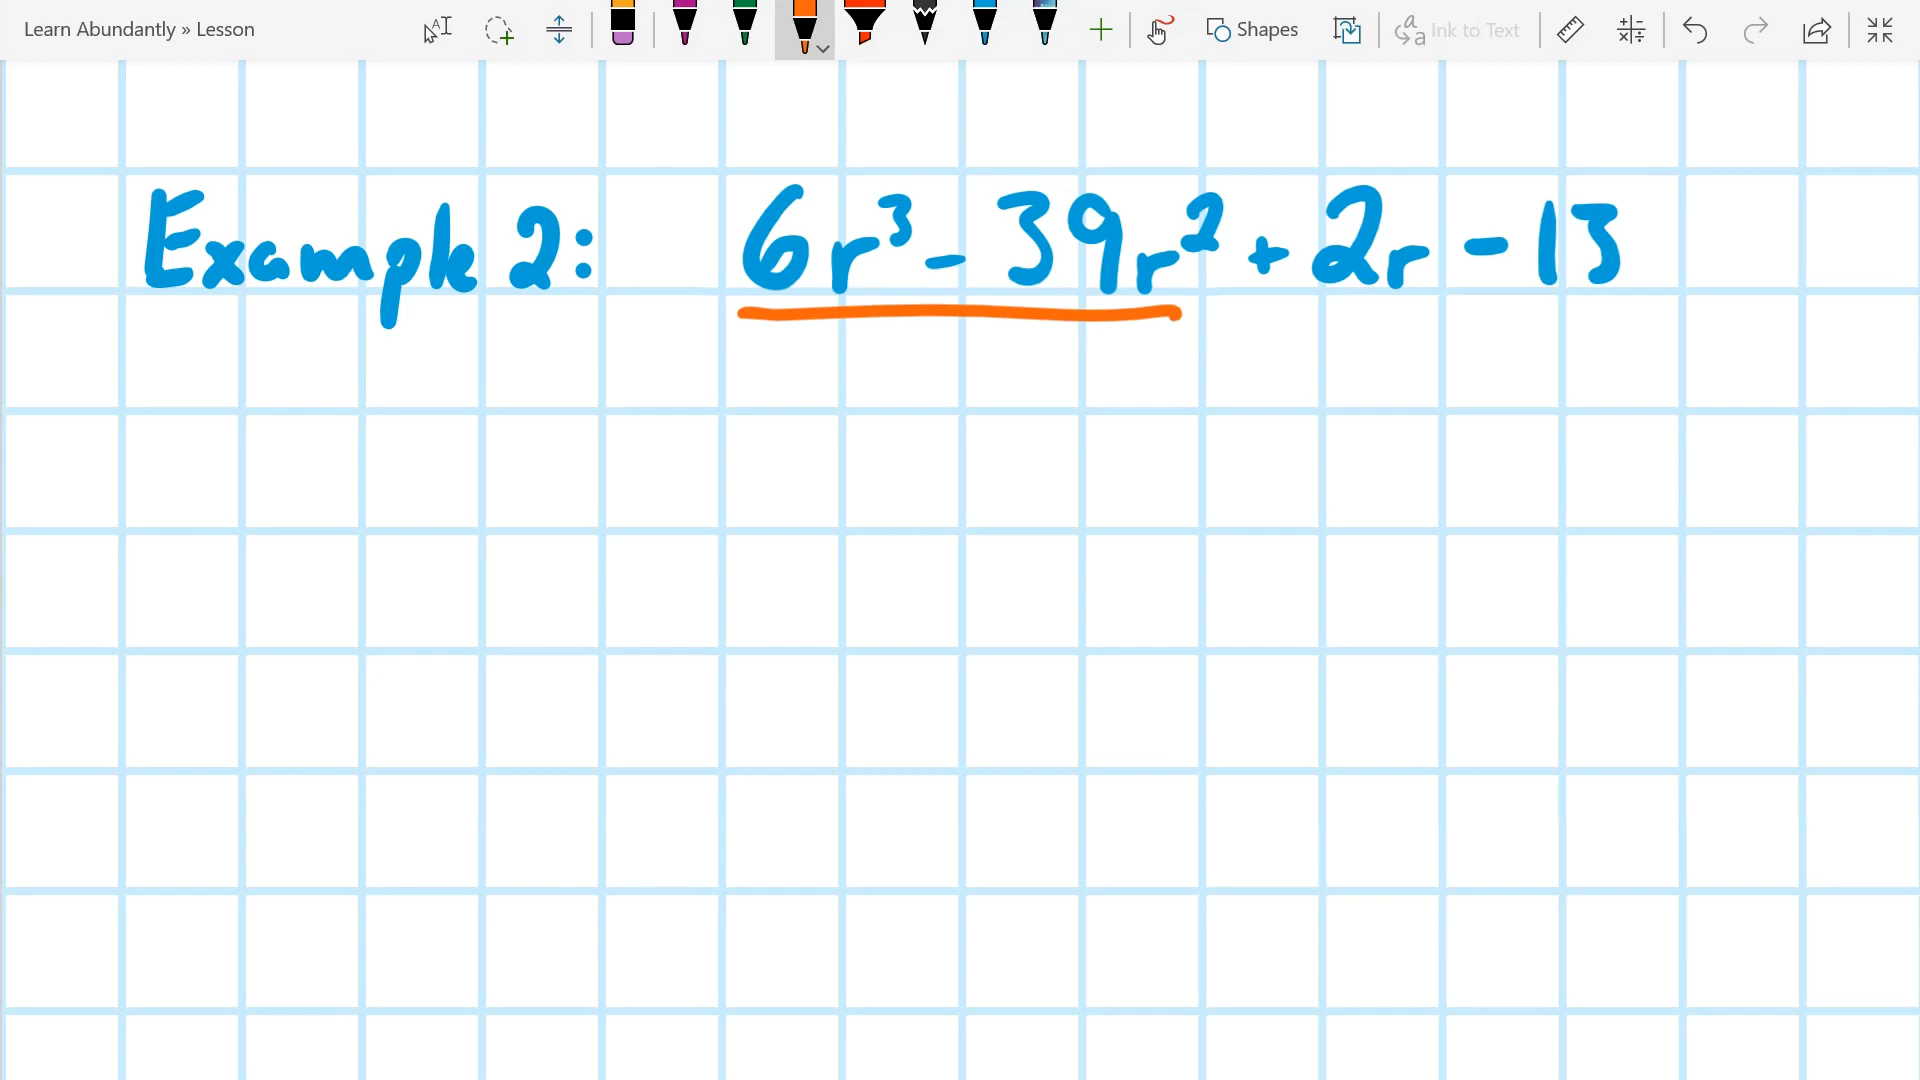 Learn Abundantly » Lesson Shapes Ink to Text
Example 2: 6r³ - 39r² + 2r - 13